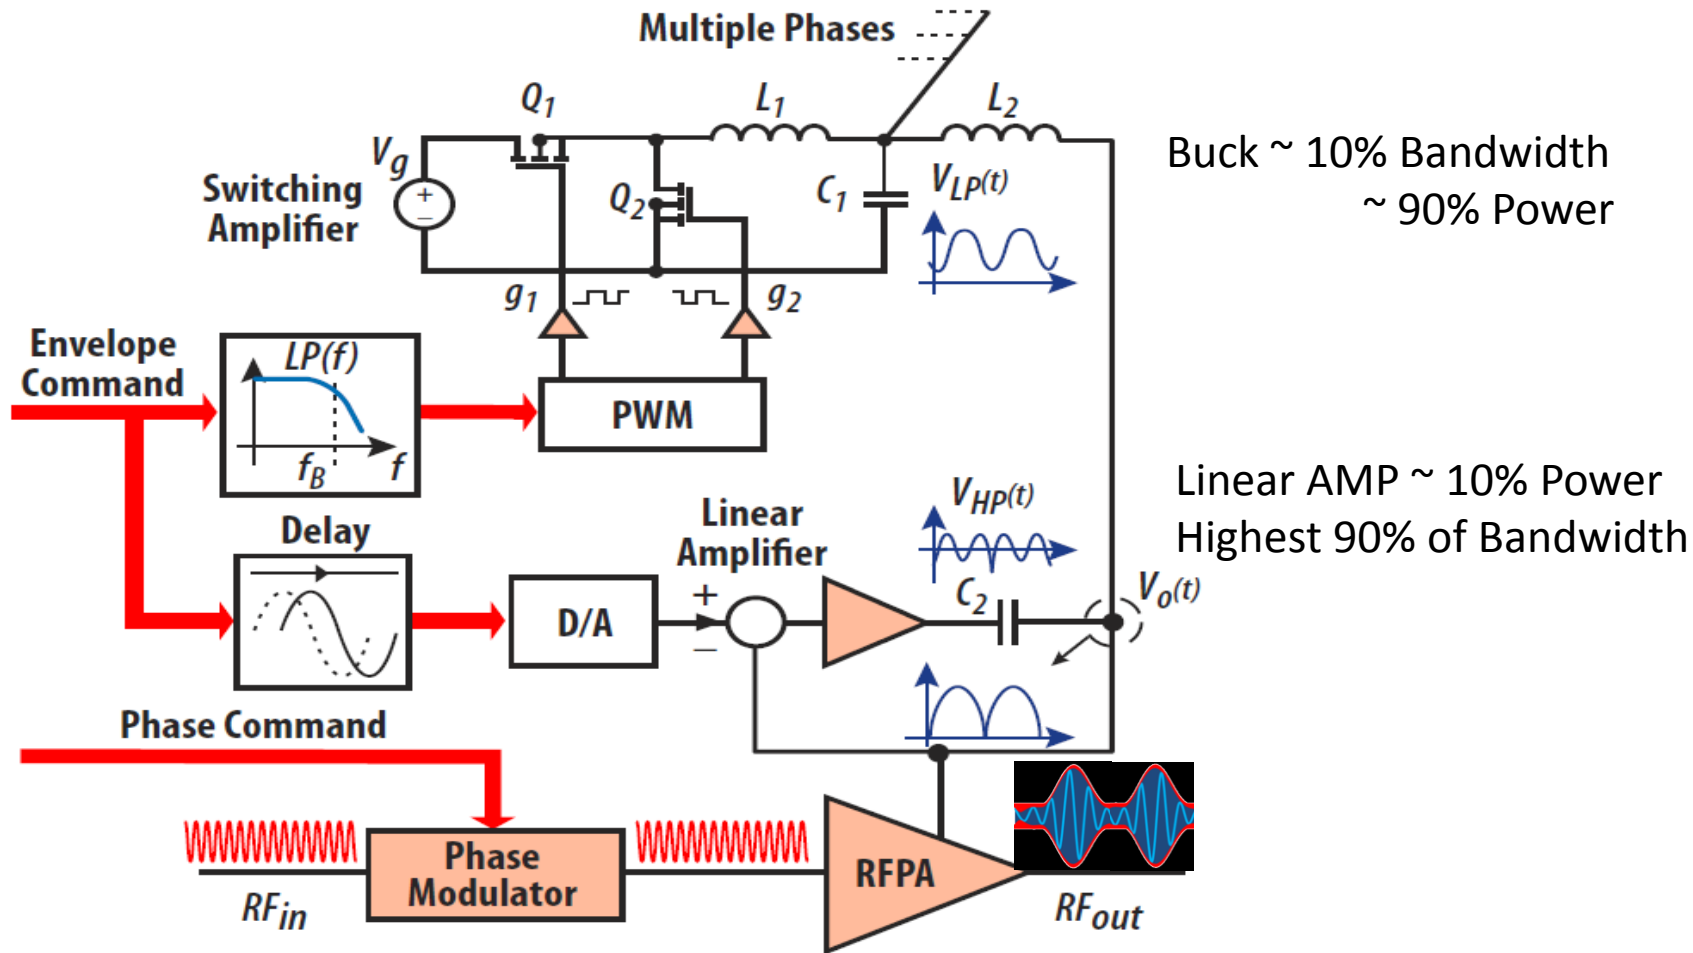 Multiple Phases
Q1
L1
L2
Vg
+
−
Switching
Amplifier
Q2
C1
VLP(t)
Buck ~ 10% Bandwidth
~ 90% Power
g1
g2
Envelope
Command
LP(f)
fB
f
PWM
Delay
Linear
Amplifier
VHP(t)
Linear AMP ~ 10% Power
Highest 90% of Bandwidth
D/A
+
−
C2
Vo(t)
Phase Command
Phase
Modulator
RFPA
RFin
RFout